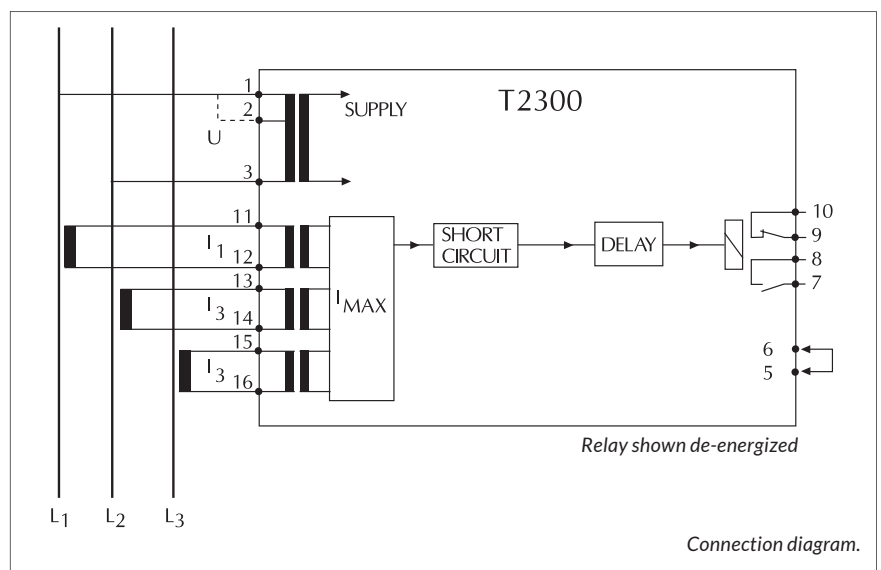 1
2
U
3
SUPPLY
T2300
11
I1
12
13
I3
14
15
I3
16
IMAX
SHORT
CIRCUIT
DELAY
10
9
8
7
6
5
Relay shown de-energized
L1 L2 L3
Connection diagram.